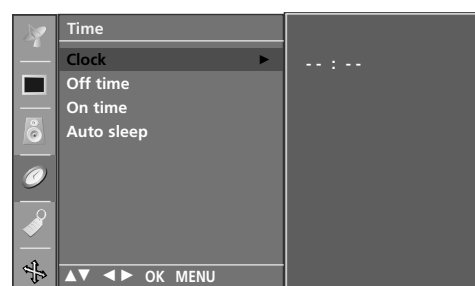 Time
Clock ► -- : --
Off time
On time
Auto sleep
▲▼ ◄► OK MENU